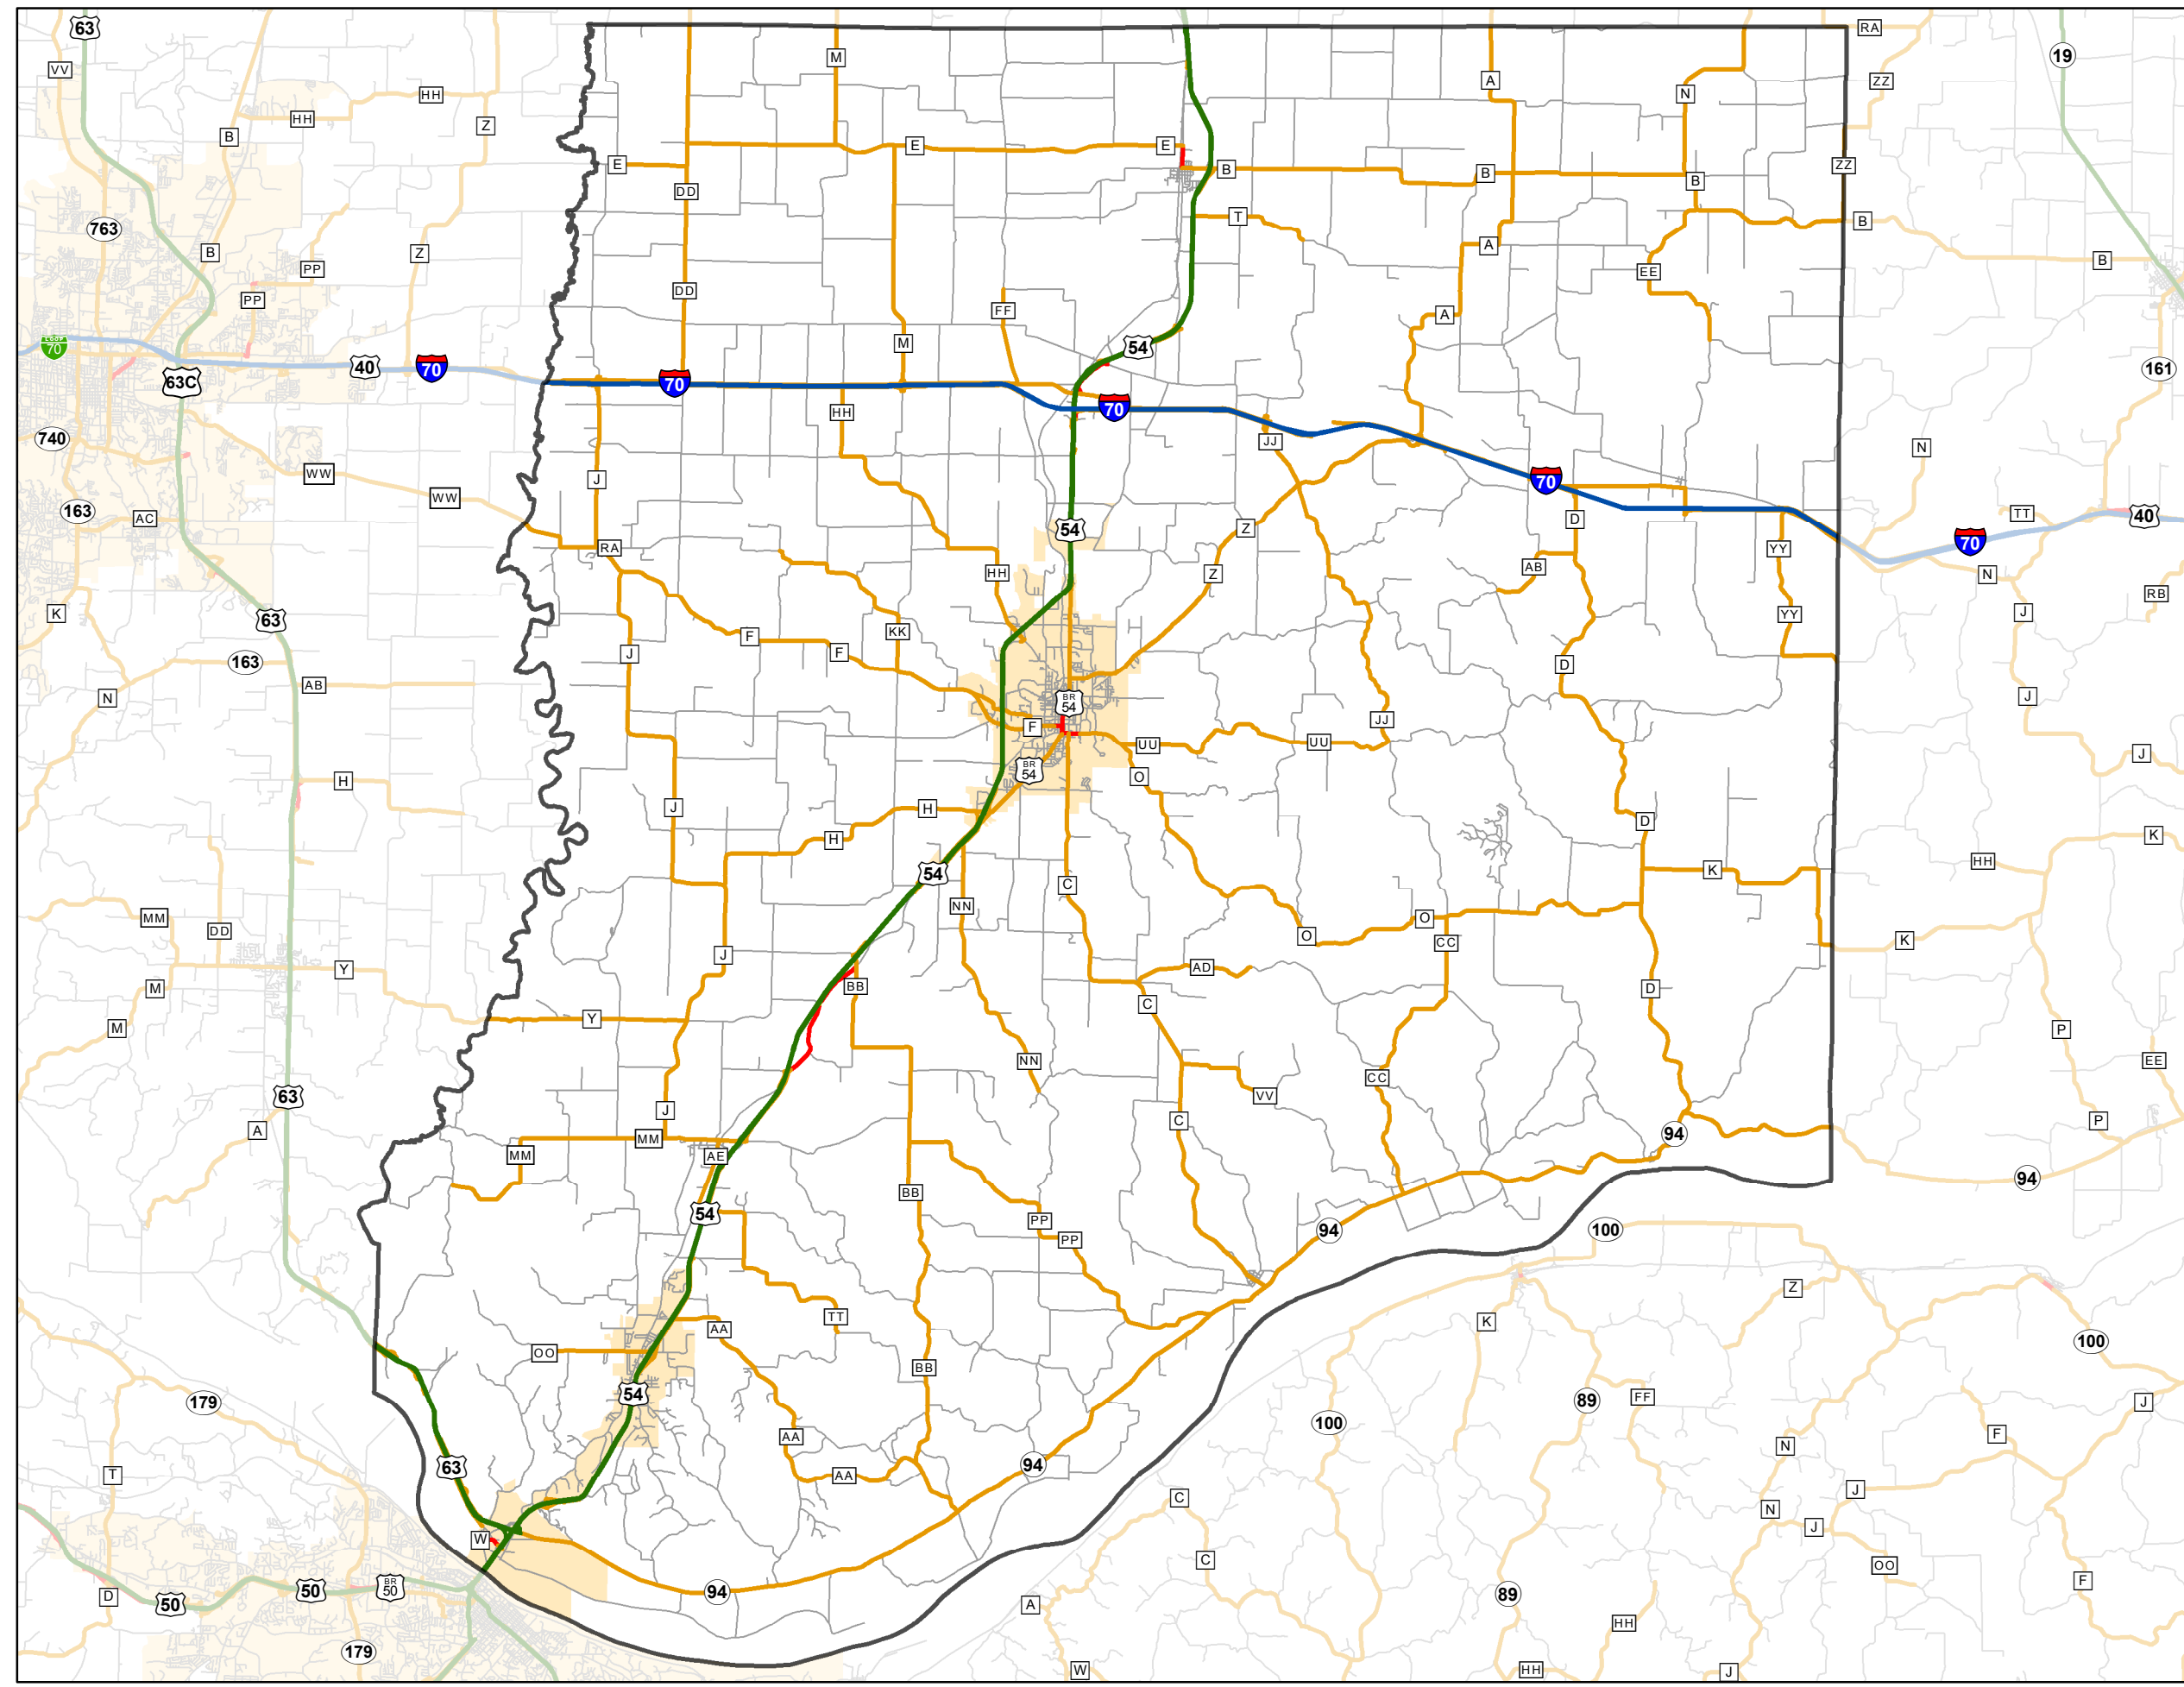 63
RA
19
M
VV
A
ZZ
HH
N
HH
Z
B
E
E
E
ZZ
B
B
B
DD
T
B
763
A
B
Z
B
PP
EE
DD
PP
FF
A
M
54
LOOP
70
40
70
161
63C
70
70
HH
740
JJ
N
WW
J
70
WW
163
TT
40
AC
D
54
Z
70
RA
YY
AB
HH
Z
N
RB
K
J
YY
63
KK
F
J
F
163
D
AB
J
N
BR
54
JJ
F
UU
UU
J
BR
54
O
H
J
H
D
K
H
HH
54
K
C
NN
MM
O
DD
O
CC
K
J
AD
Y
BB
M
D
C
Y
M
P
NN
EE
CC
63
VV
J
C
P
A
94
MM
MM
AE
94
BB
54
PP
94
100
PP
Z
TT
K
AA
100
OO
BB
54
FF
89
179
J
100
F
AA
N
94
63
T
AA
J
C
N
J
W
C
OO
BR
50
F
50
94
89
D
50
A
HH
179
W
HH
J